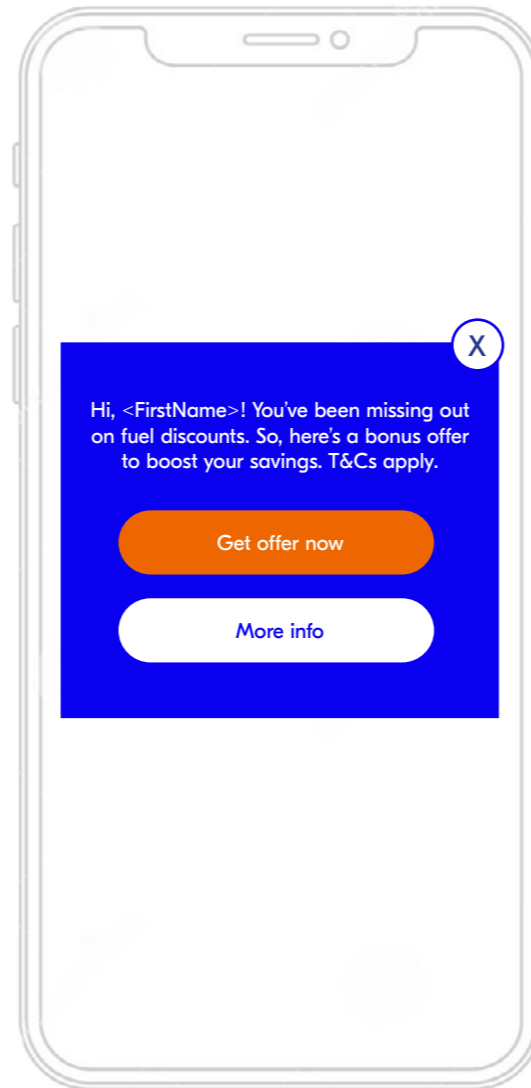 X
Hi, <FirstName>! You've been missing out
on fuel discounts. So, here's a bonus offer
to boost your savings. T&Cs apply.
Get offer now
More info